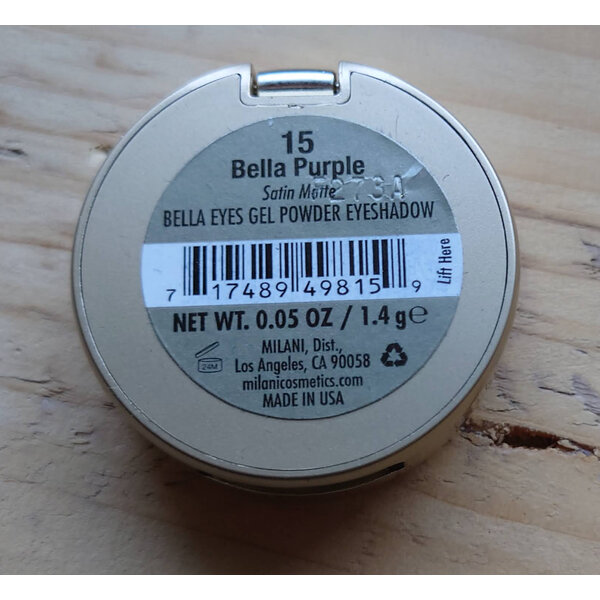 15
Bella Purple
Satin Matte
BELLA EYES GEL POWDER EYESHADOW
Lift Here
7 17489 49815 9
NET WT. 0.05 OZ / 1.4 g e
24M
MILANI, Dist.,
Los Angeles, CA 90058
milanicosmetics.com
MADE IN USA